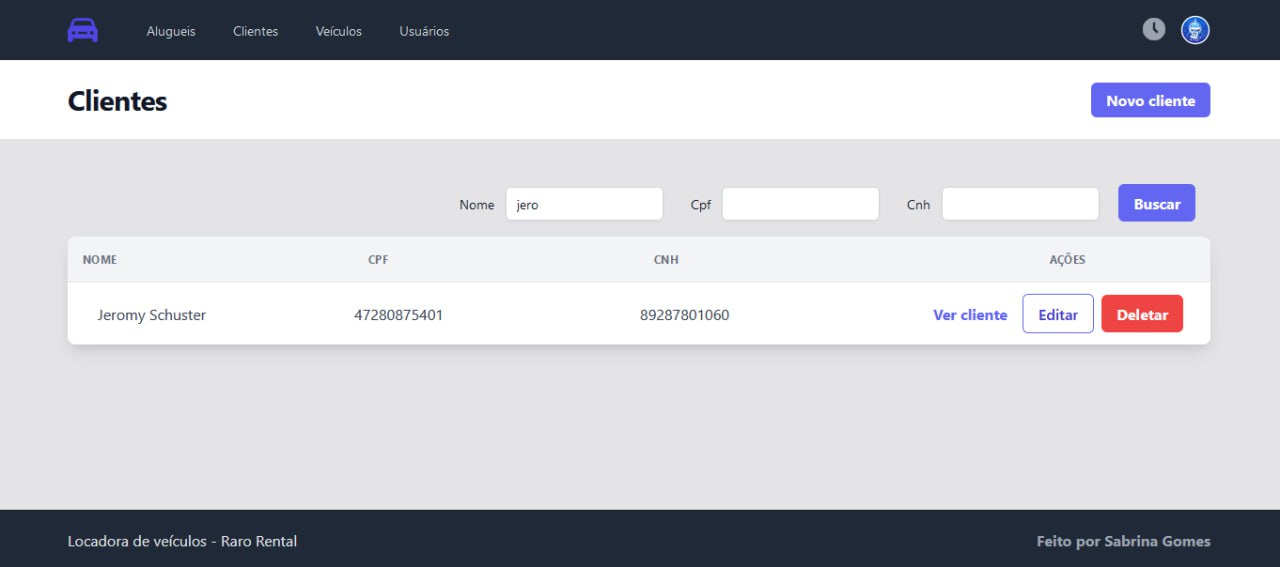 Alugueis Clientes Veículos Usuários
Clientes Novo cliente
Nome jero Cpf Cnh Buscar
NOME CPF CNH AÇÕES
Jeromy Schuster 47280875401 89287801060 Ver cliente Editar Deletar
Locadora de veículos - Raro Rental Feito por Sabrina Gomes